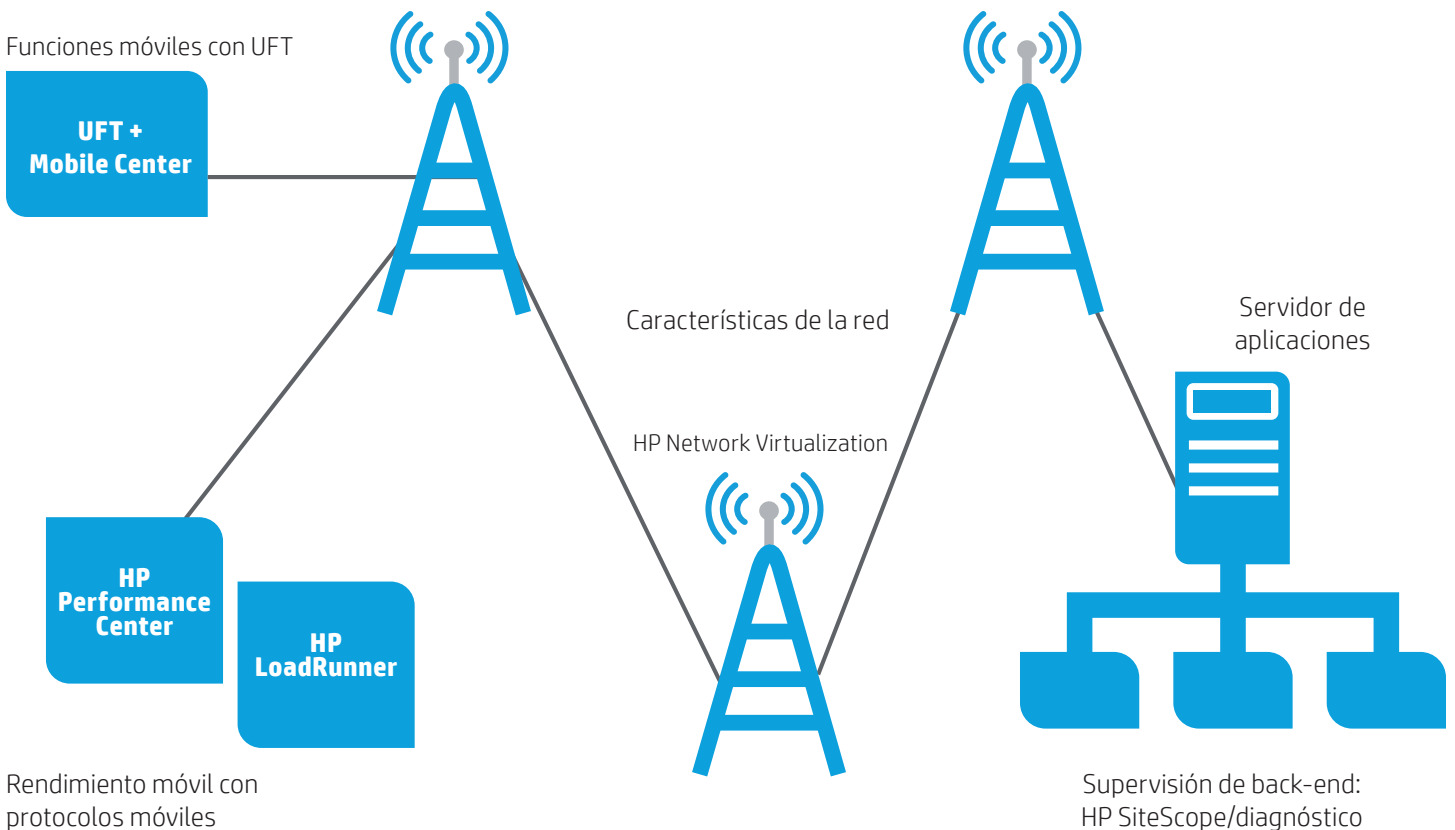 Funciones móviles con UFT
UFT +
Mobile Center
Características de la red
Servidor de
aplicaciones
HP Network Virtualization
HP
Performance
Center
HP
LoadRunner
Rendimiento móvil con
protocolos móviles
Supervisión de back-end:
HP SiteScope/diagnóstico